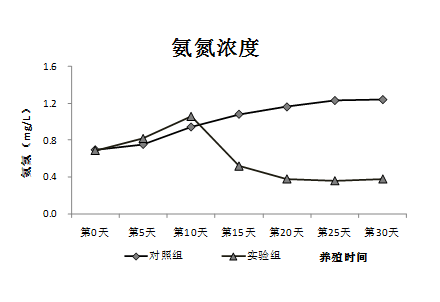 氨氮浓度
氨氮（mg/L）
1.6
1.2
0.8
0.4
0.0
第0天 第5天 第10天 第15天 第20天 第25天 第30天
对照组 实验组 养殖时间